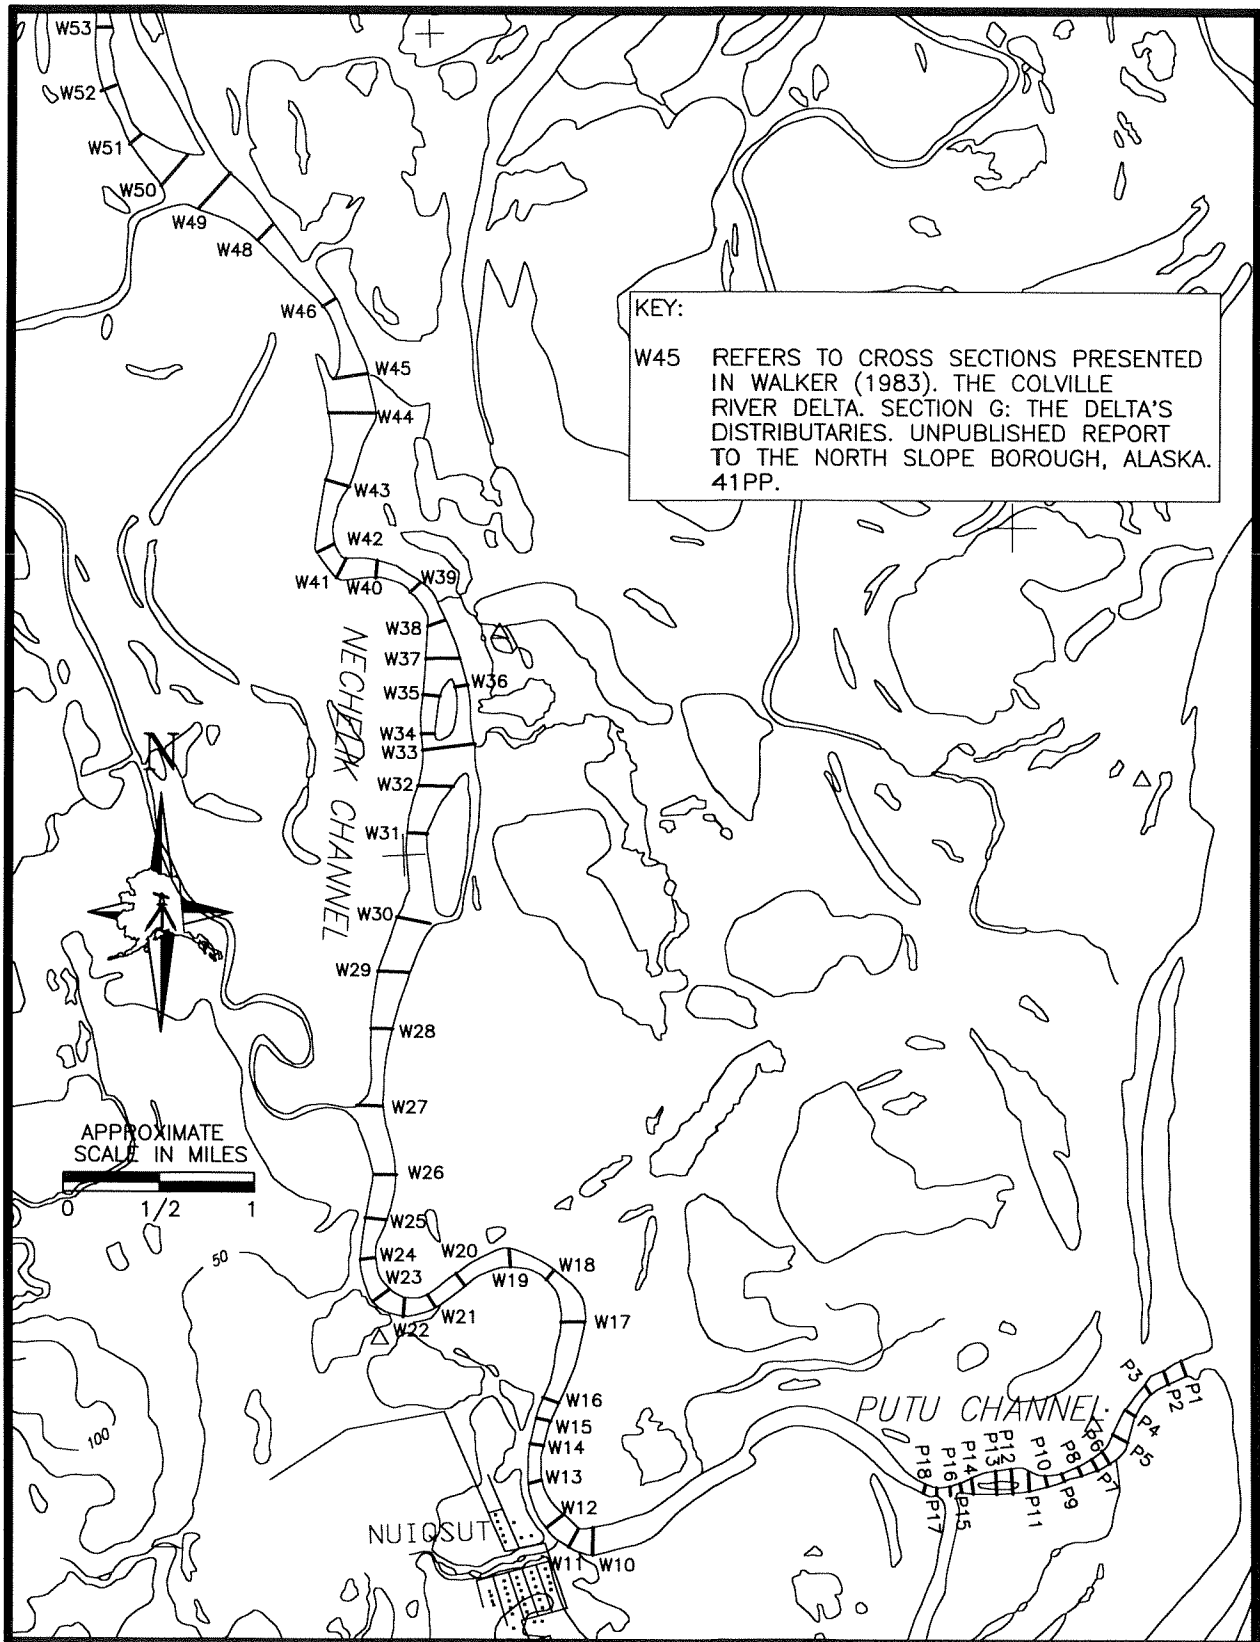 W53
W52
W51
W50
W49
W48
W46
KEY:
W45 REFERS TO CROSS SECTIONS PRESENTED
IN WALKER (1983). THE COLVILLE
RIVER DELTA. SECTION G: THE DELTA'S
DISTRIBUTARIES. UNPUBLISHED REPORT
TO THE NORTH SLOPE BOROUGH, ALASKA.
41PP.
W45
W44
W43
W42
W41
W40
W39
W38
W37
W36
W35
W34
W33
W32
W31
NECHELIK CHANNEL
N
W30
W29
W28
W27
APPROXIMATE
SCALE IN MILES
0 1/2 1
W26
W25
W24
W23
W22
W21
W20
W19
W18
W17
50
100
W16
W15
W14
W13
W12
W11
W10
NUIQSUT
PUTU CHANNEL
P1
P2
P3
P4
P5
P6
P7
P8
P9
P10
P11
P12
P13
P14
P15
P16
P17
P18